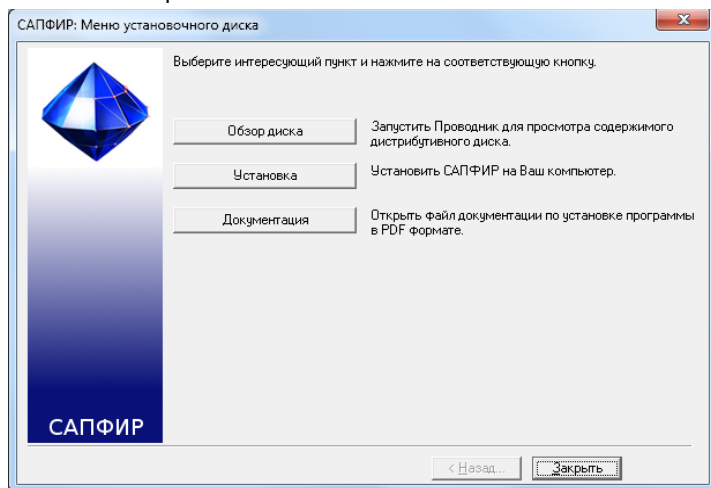 САПФИР: Меню установочного диска
Выберите интересующий пункт и нажмите на соответствующую кнопку.
Обзор диска
Запустить Проводник для просмотра содержимого
дистрибутивного диска.
Установка
Установить САПФИР на Ваш компьютер.
Документация
Открыть файл документации по установке программы
в PDF формате.
САПФИР
< Назад...
Закрыть